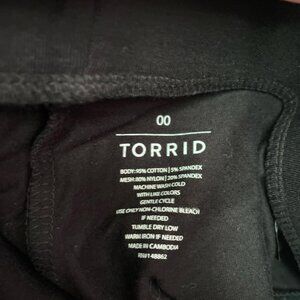 00
TORRID
BODY: 95% COTTON | 5% SPANDEX
MESH: 80% NYLON | 20% SPANDEX
MACHINE WASH COLD
WITH LIKE COLORS
GENTLE CYCLE
USE ONLY NON-CHLORINE BLEACH
IF NEEDED
TUMBLE DRY LOW
WARM IRON IF NEEDED
MADE IN CAMBODIA
RN#148862